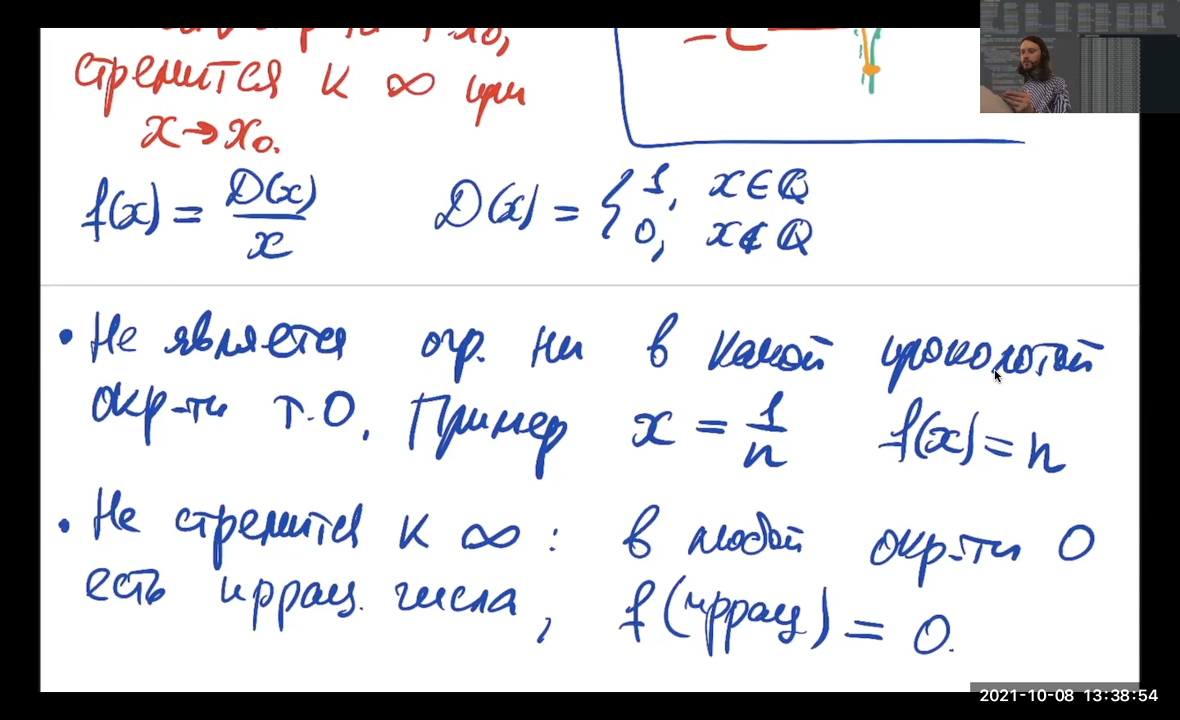 т. x₀,
стремится к ∞ при
x → x₀.
f(x) = D(x)/x D(x) = { 1, x ∈ ℚ
0, x ∉ ℚ
• Не является огр. ни в какой проколотой
окр-ти т. 0. Пример x = 1/n f(x) = n
• Не стремится к ∞ : в любой окр-ти 0
есть иррац. числа, f(иррац) = 0.
2021-10-08 13:38:54